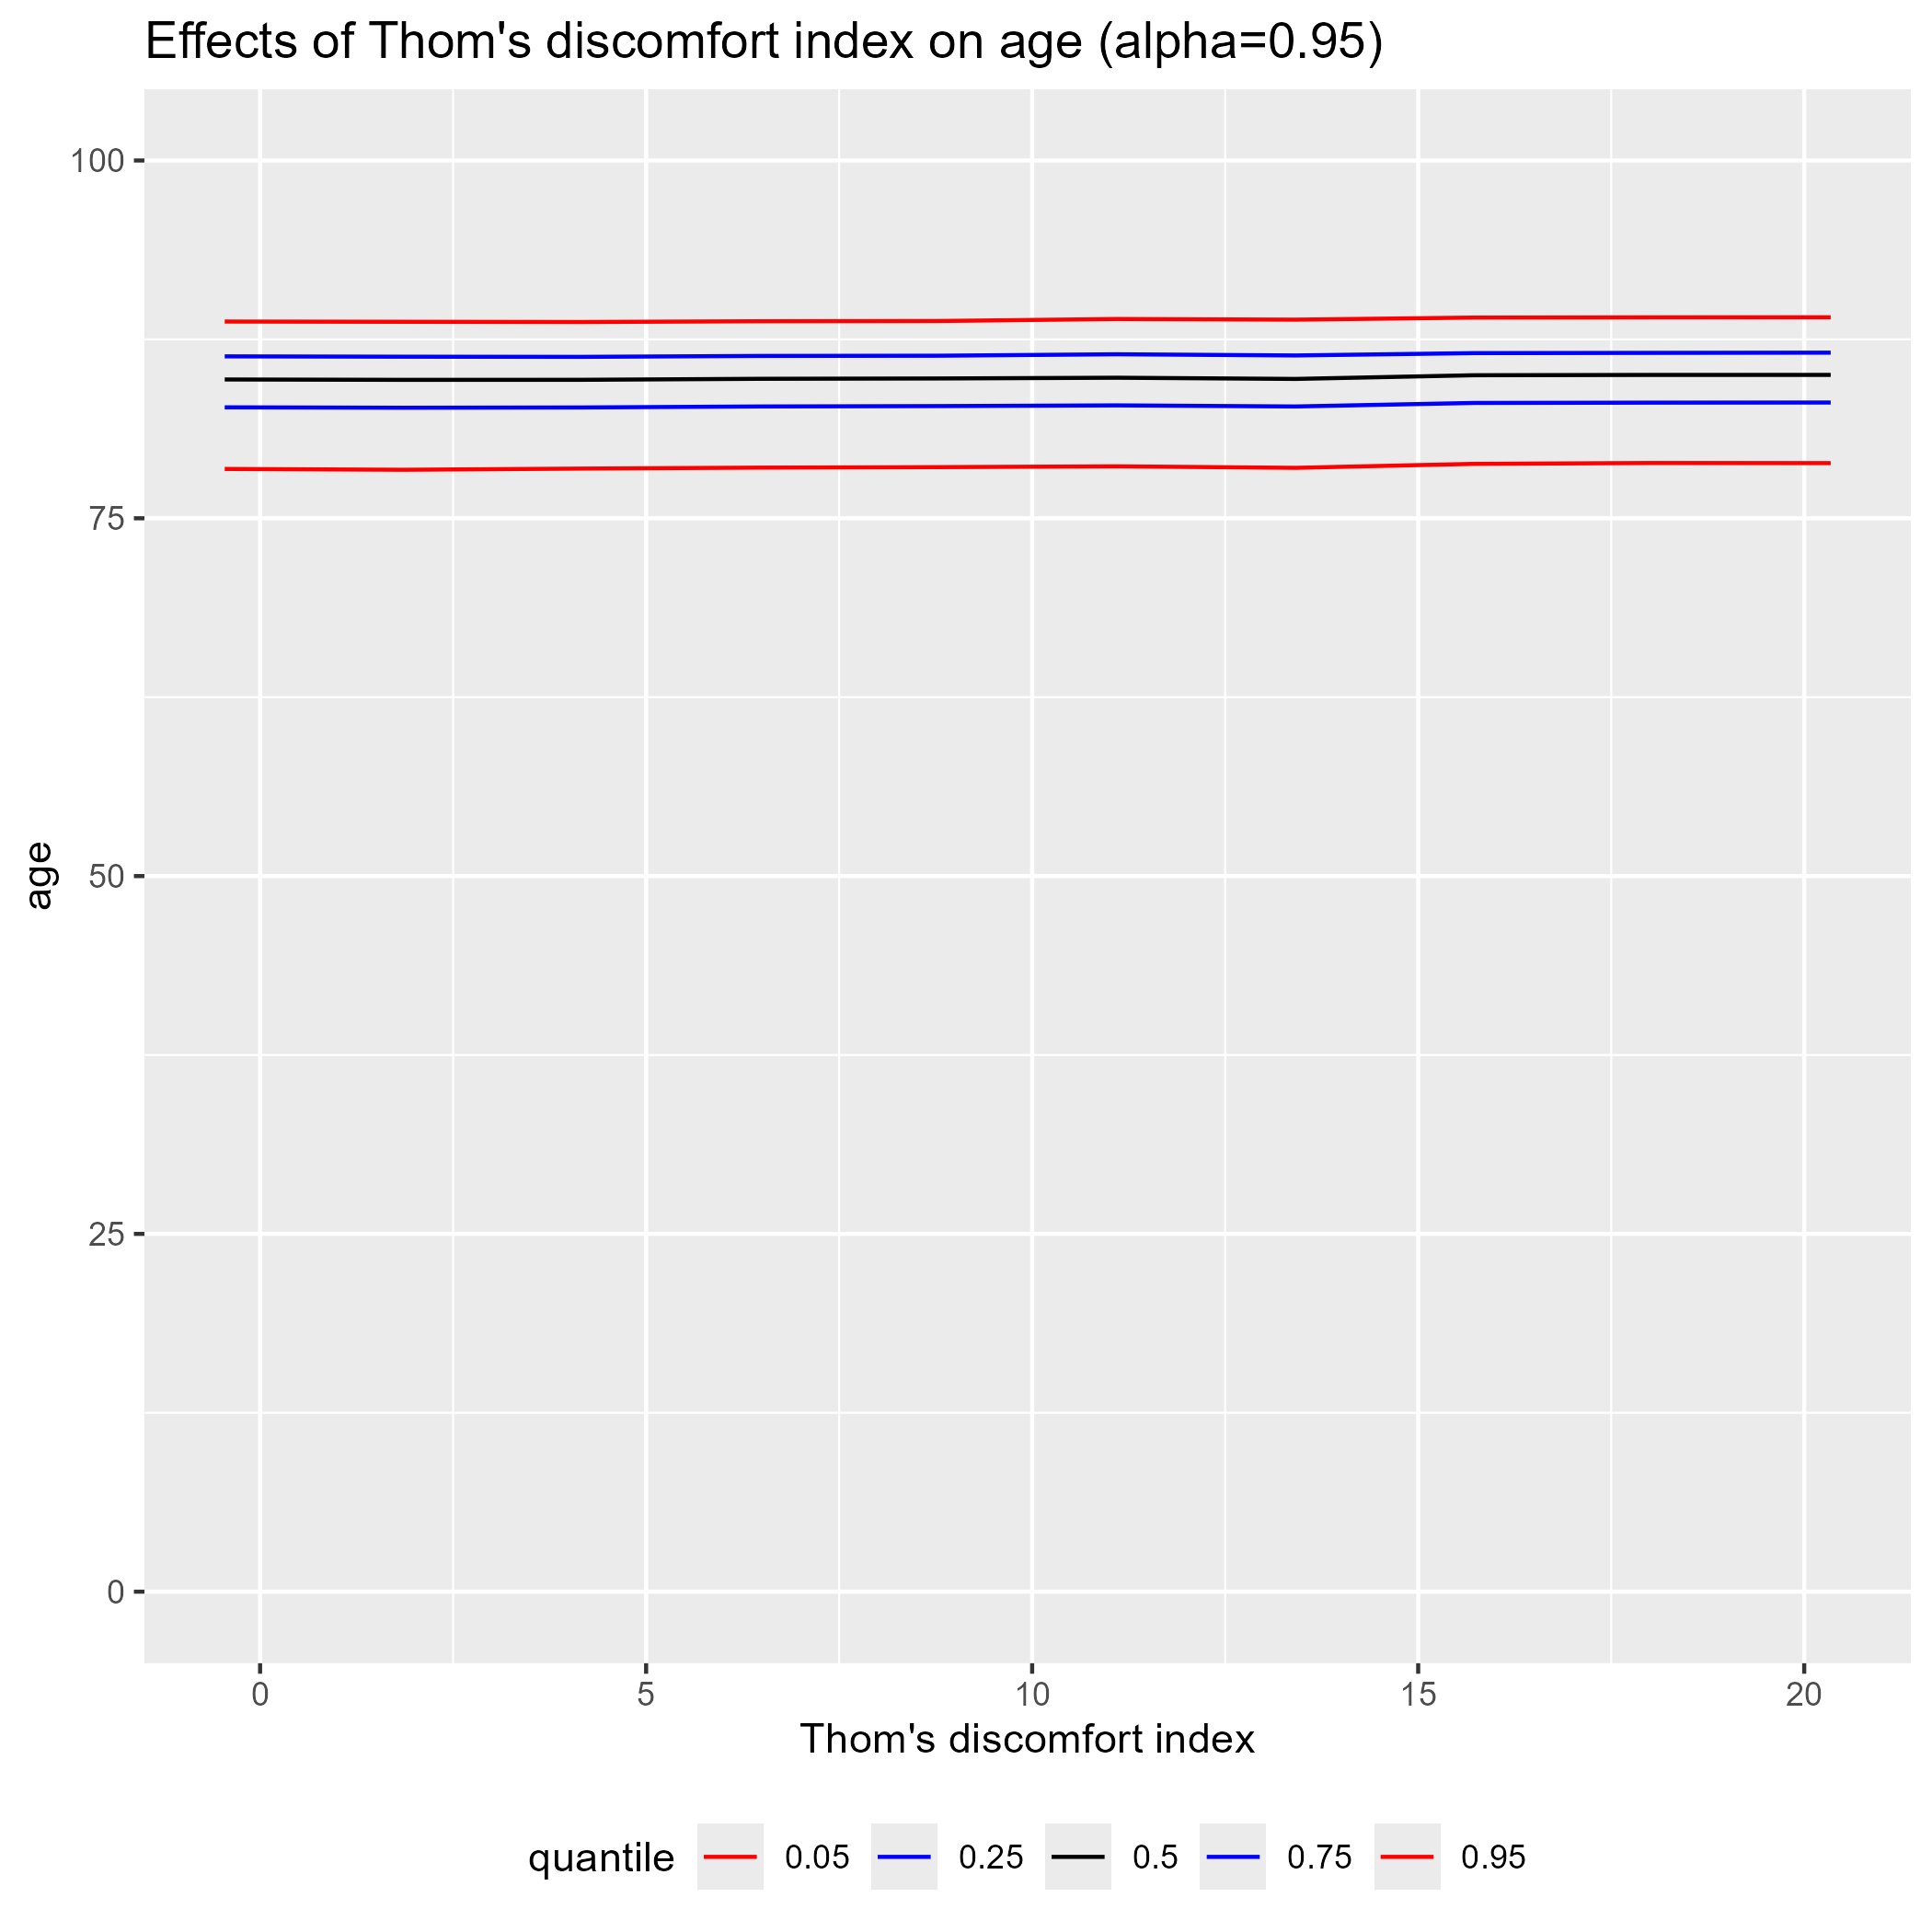 Effects of Thom's discomfort index on age (alpha=0.95)
100
75
50
25
0
age
0 5 10 15 20
Thom's discomfort index
quantile 0.05 0.25 0.5 0.75 0.95